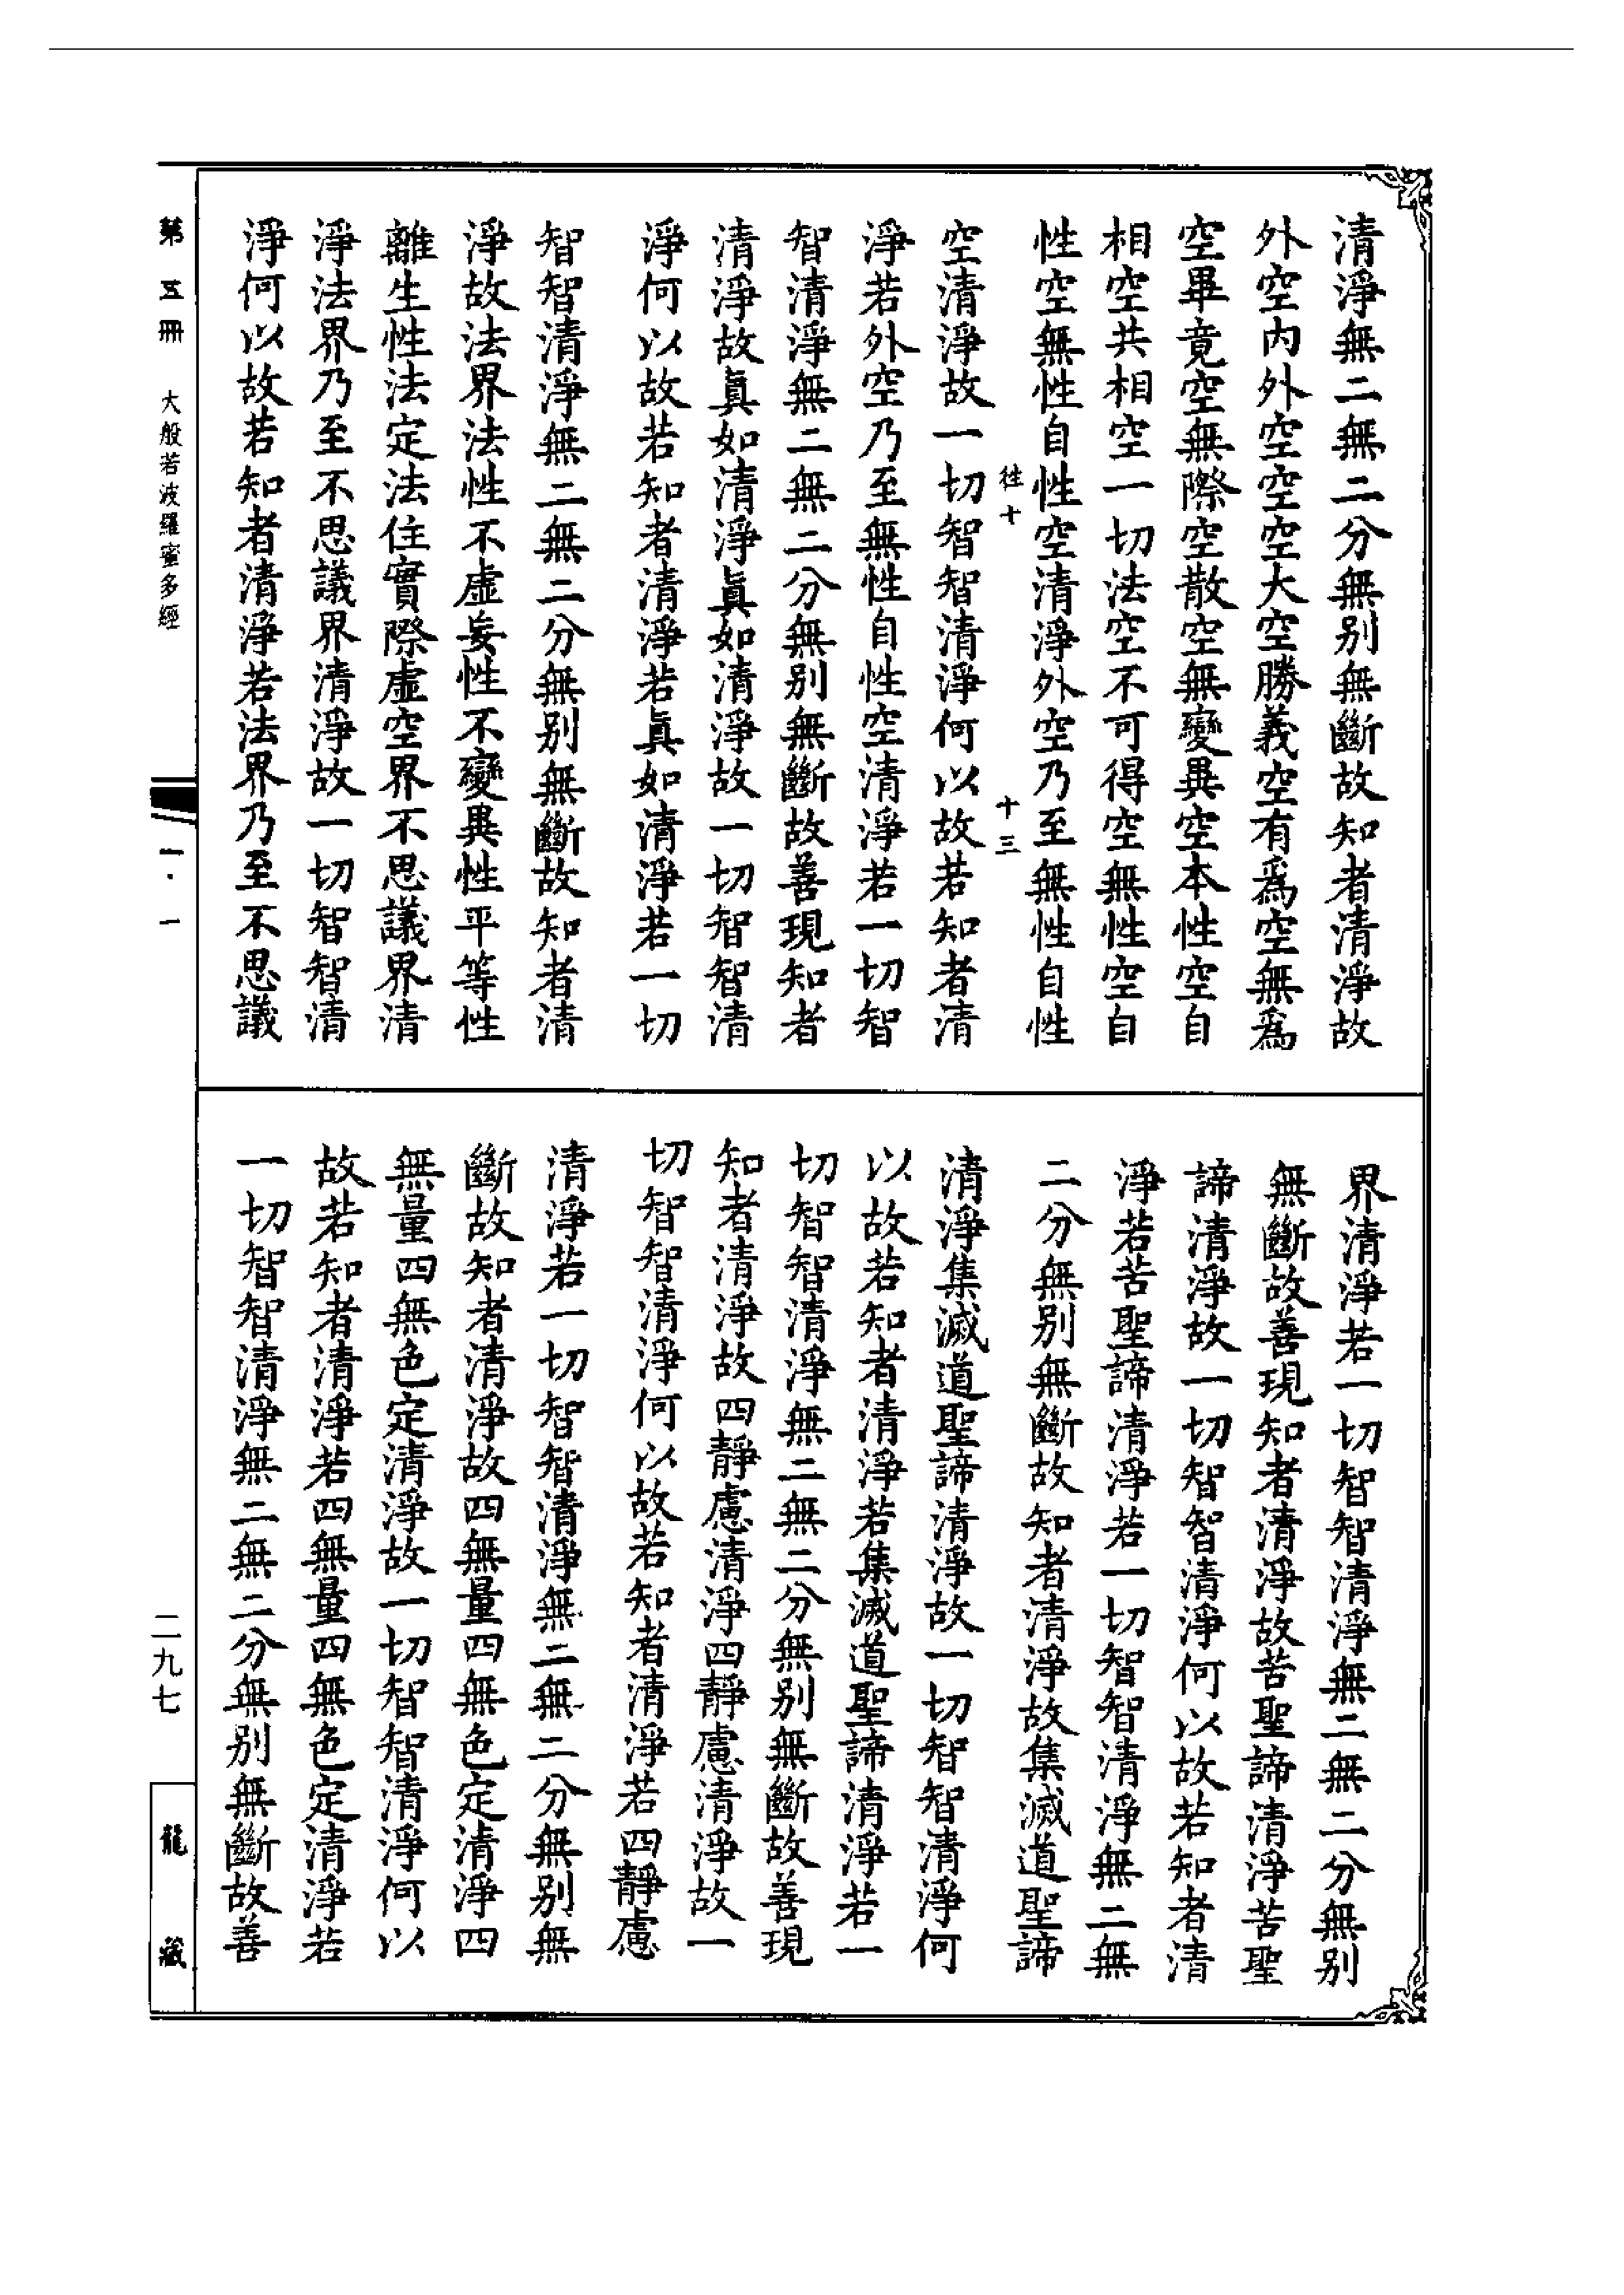 清淨無二無二分無別無斷故知者清淨故
外空內外空空空大空勝義空有爲空無爲
空畢竟空無際空散空無變異空本性空自
相空共相空一切法空不可得空無性空自
性空無性自性空清淨外空乃至無性自性
十三
空清淨故一切智智清淨何以故若知者清
淨若外空乃至無性自性空清淨若一切智
智清淨無二無二分無別無斷故善現知者
清淨故眞如清淨眞如清淨故一切智智清
淨何以故若知者清淨若眞如清淨若一切
智智清淨無二無二分無別無斷故知者清
淨故法界法性不虛妄性不變異性平等性
離生性法定法住實際虛空界不思議界清
淨法界乃至不思議界清淨故一切智智清
淨何以故若知者清淨若法界乃至不思議
界清淨若一切智智清淨無二無二分無別
無斷故善現知者清淨故苦聖諦清淨苦聖
諦清淨故一切智智清淨何以故若知者清
淨若苦聖諦清淨若一切智智清淨無二無
二分無別無斷故知者清淨故集滅道聖諦
清淨集滅道聖諦清淨故一切智智清淨何
以故若知者清淨若集滅道聖諦清淨若一
切智智清淨無二無二分無別無斷故善現
知者清淨故四靜慮清淨四靜慮清淨故一
切智智清淨何以故若知者清淨若四靜慮
清淨若一切智智清淨無二無二分無別無
斷故知者清淨故四無量四無色定清淨四
無量四無色定清淨故一切智智清淨何以
故若知者清淨若四無量四無色定清淨若
一切智智清淨無二無二分無別無斷故善
第五冊 大般若波羅蜜多經
一·一
二九七
龍藏